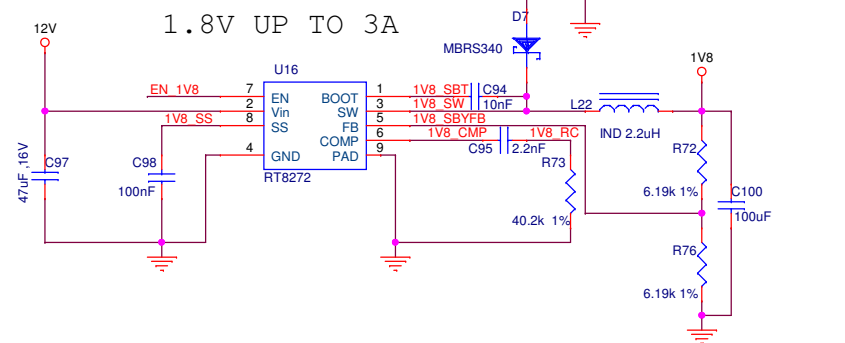 1.8V UP TO 3A
12V
D7
MBRS340
1V8
U16
EN_1V8
7
EN
BOOT
1
1V8_SBT
C94
2
Vin
SW
3
1V8_SW
10nF
L22
1V8_SS
8
SS
FB
5
1V8_SBYFB
IND 2.2uH
COMP
6
1V8_CMP
1V8_RC
4
GND
PAD
9
C95
2.2nF
RT8272
C97
47uF ,16V
C98
100nF
R73
40.2k 1%
R72
6.19k 1%
C100
100uF
R76
6.19k 1%